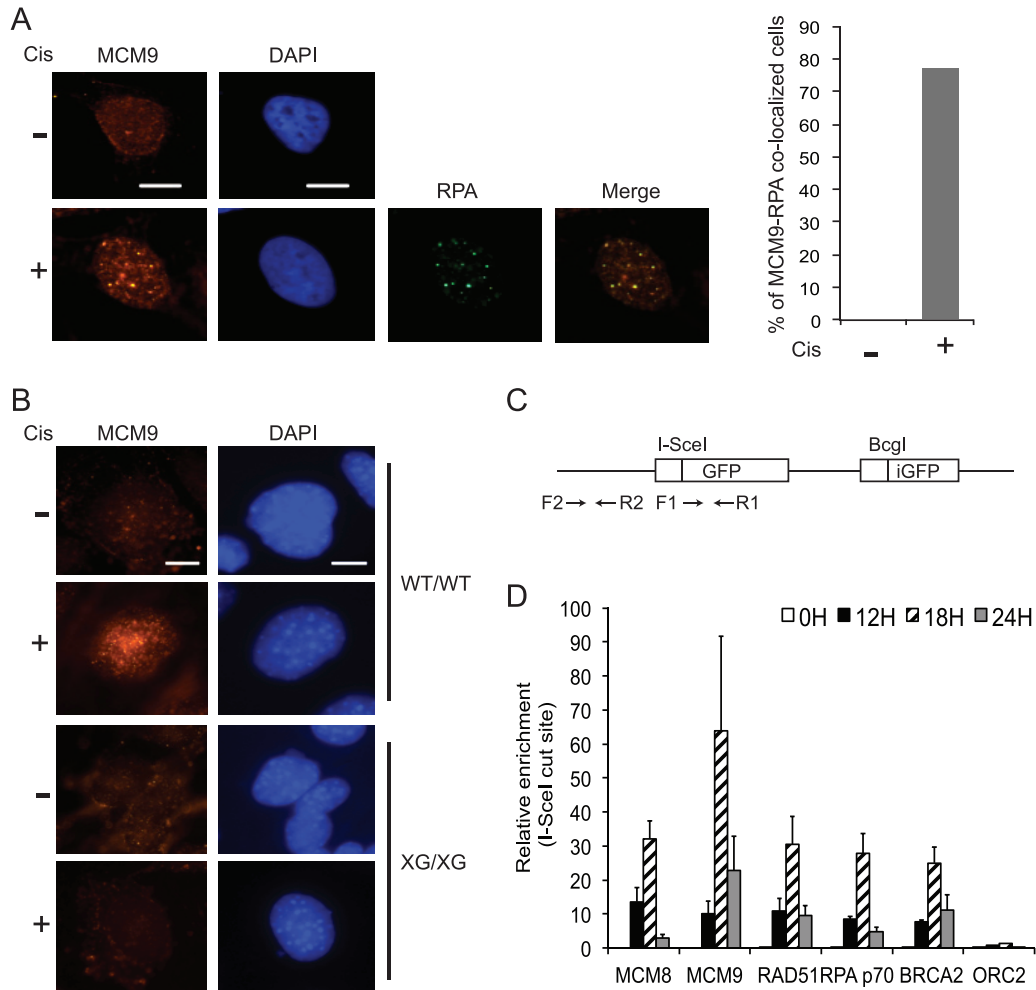 A
Cis MCM9 DAPI
–
+
RPA Merge
% of MCM9-RPA co-localized cells
90
80
70
60
50
40
30
20
10
0
Cis – +
B
Cis MCM9 DAPI
–
+
WT/WT
–
+
XG/XG
C
I-SceI BcgI
GFP iGFP
F2 R2 F1 R1
D
Relative enrichment
(I-SceI cut site)
100
90
80
70
60
50
40
30
20
10
0
0H 12H 18H 24H
MCM8 MCM9 RAD51 RPA p70 BRCA2 ORC2